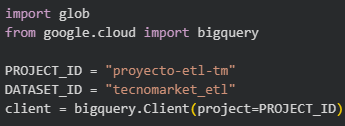 import glob
from google.cloud import bigquery
PROJECT_ID = "proyecto-etl-tm"
DATASET_ID = "tecnomarket_etl"
client = bigquery.Client(project=PROJECT_ID)